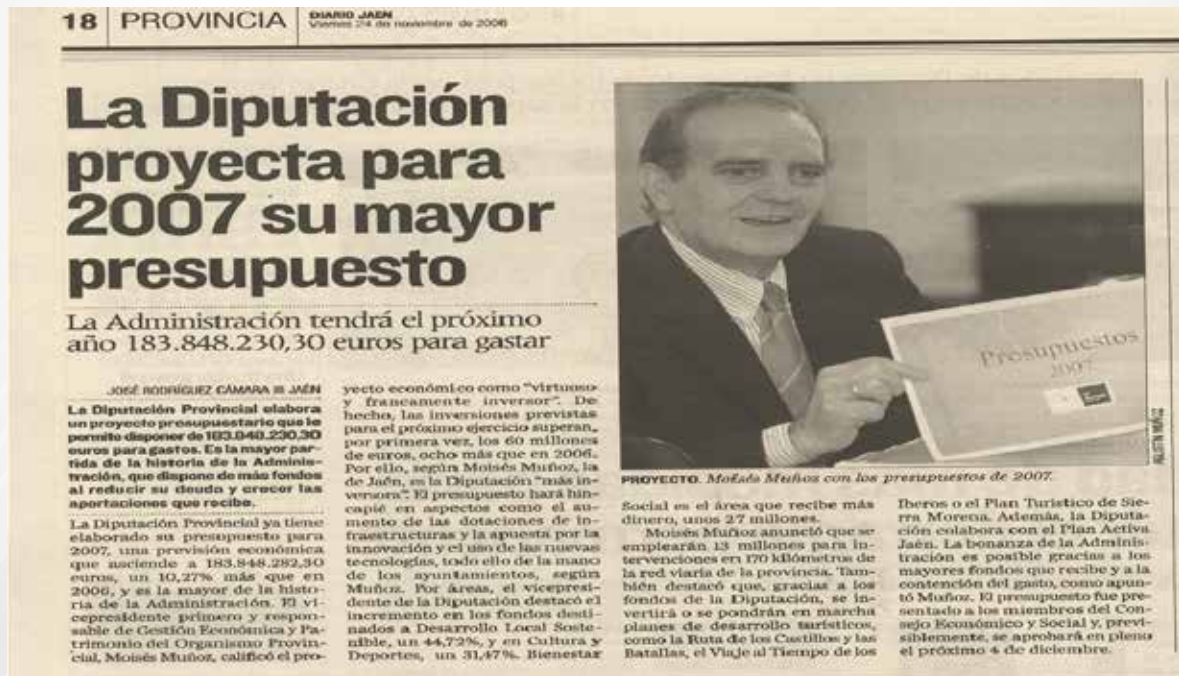 18 PROVINCIA DIARIO JAEN
Viernes 24 de noviembre de 2006
La Diputación
proyecta para
2007 su mayor
presupuesto
La Administración tendrá el próximo
año 183.848.230,30 euros para gastar
JOSÉ RODRÍGUEZ CÁMARA JAÉN
La Diputación Provincial elabora
un proyecto presupuestario que le
permite disponer de 183.848.230,30
euros para gastos. Es la mayor par-
tida de la historia de la Adminis-
tración, que dispone de más fondos
al reducir su deuda y crecer las
aportaciones que recibe.
La Diputación Provincial ya tiene
elaborado su presupuesto para
2007, una previsión económica
que asciende a 183.848.282,30
euros, un 10,27% más que en
2006, y es la mayor de la histo-
ria de la Administración. El vi-
cepresidente primero y respon-
sable de Gestión Económica y Pa-
trimonio del Organismo Provin-
cial, Moisés Muñoz, calificó el pro-
yecto económico como "virtuoso
y francamente inversor". De
hecho, las inversiones previstas
para el próximo ejercicio superan,
por primera vez, los 60 millones
de euros, ocho más que en 2006.
Por ello, según Moisés Muñoz, la
de Jaén, es la Diputación "más in-
versora". El presupuesto hará hin-
capié en aspectos como el au-
mento de las dotaciones de in-
fraestructuras y la apuesta por la
innovación y el uso de las nuevas
tecnologías, todo ello de la mano
de los ayuntamientos, según
Muñoz. Por áreas, el vicepresi-
dente de la Diputación destacó el
incremento en los fondos desti-
nados a Desarrollo Local Soste-
nible, un 44,72%, y en Cultura y
Deportes, un 31,47%. Bienestar
Presupuestos
2007
AGUSTÍN MUÑOZ
PROYECTO. Moisés Muñoz con los presupuestos de 2007.
Social es el área que recibe más
dinero, unos 27 millones.
Moisés Muñoz anunció que se
emplearán 13 millones para in-
tervenciones en 170 kilómetros de
la red viaria de la provincia. Tam-
bién destacó que, gracias a los
fondos de la Diputación, se in-
vertirá o se pondrán en marcha
planes de desarrollo turísticos,
como la Ruta de los Castillos y las
Batallas, el Viaje al Tiempo de los
Iberos o el Plan Turístico de Sie-
rra Morena. Además, la Diputa-
ción colabora con el Plan Activa
Jaén. La bonanza de la Adminis-
tración es posible gracias a los
mayores fondos que recibe y a la
contención del gasto, como apun-
tó Muñoz. El presupuesto fue pre-
sentado a los miembros del Con-
sejo Económico y Social y, previ-
siblemente, se aprobará en pleno
el próximo 4 de diciembre.